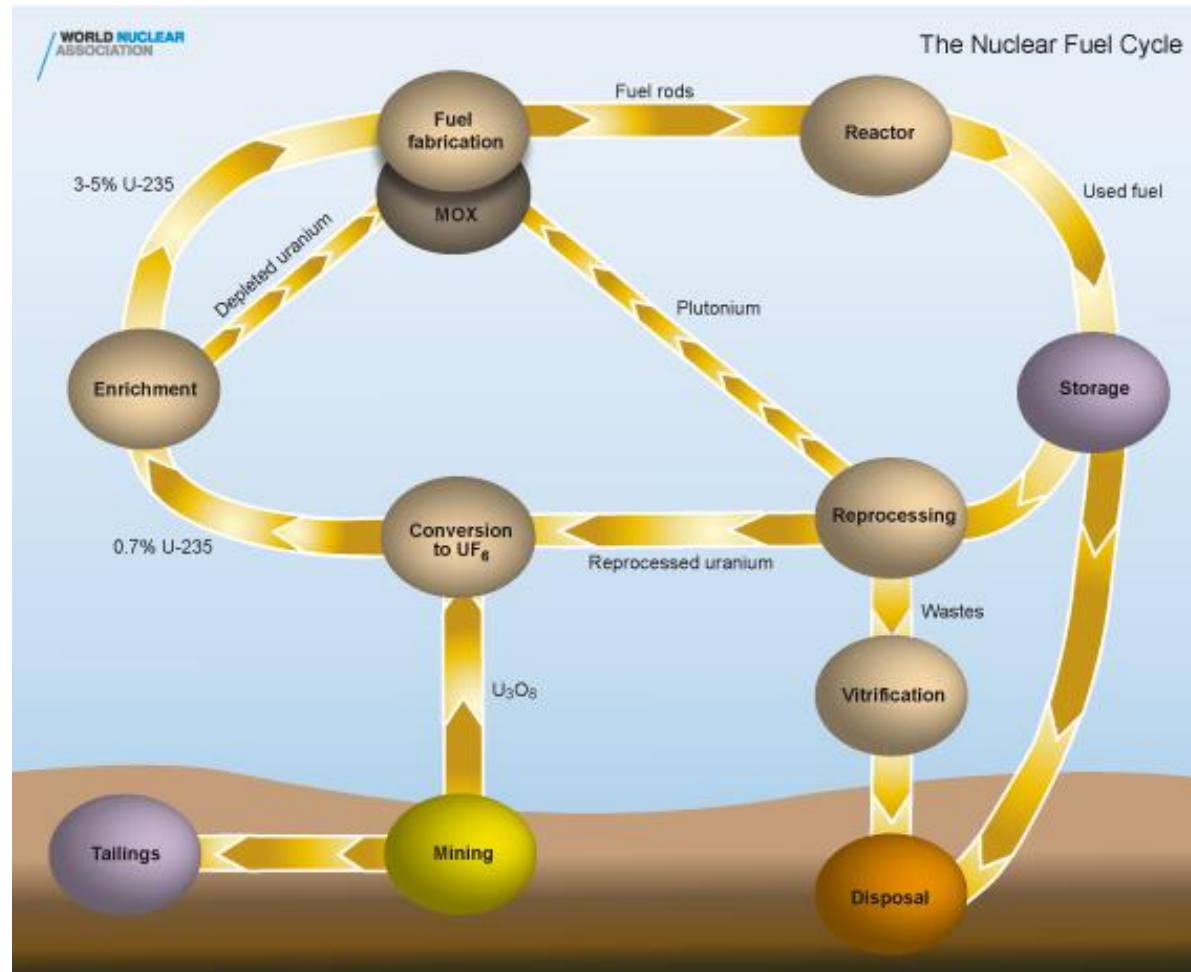 WORLD NUCLEAR
ASSOCIATION
The Nuclear Fuel Cycle
Fuel rods
Fuel
fabrication
Reactor
3-5% U-235
Used fuel
MOX
Depleted uranium
Plutonium
Enrichment
Storage
Reprocessing
Conversion
to UF₆
0.7% U-235
Reprocessed uranium
Wastes
U₃O₈
Vitrification
Tailings
Mining
Disposal